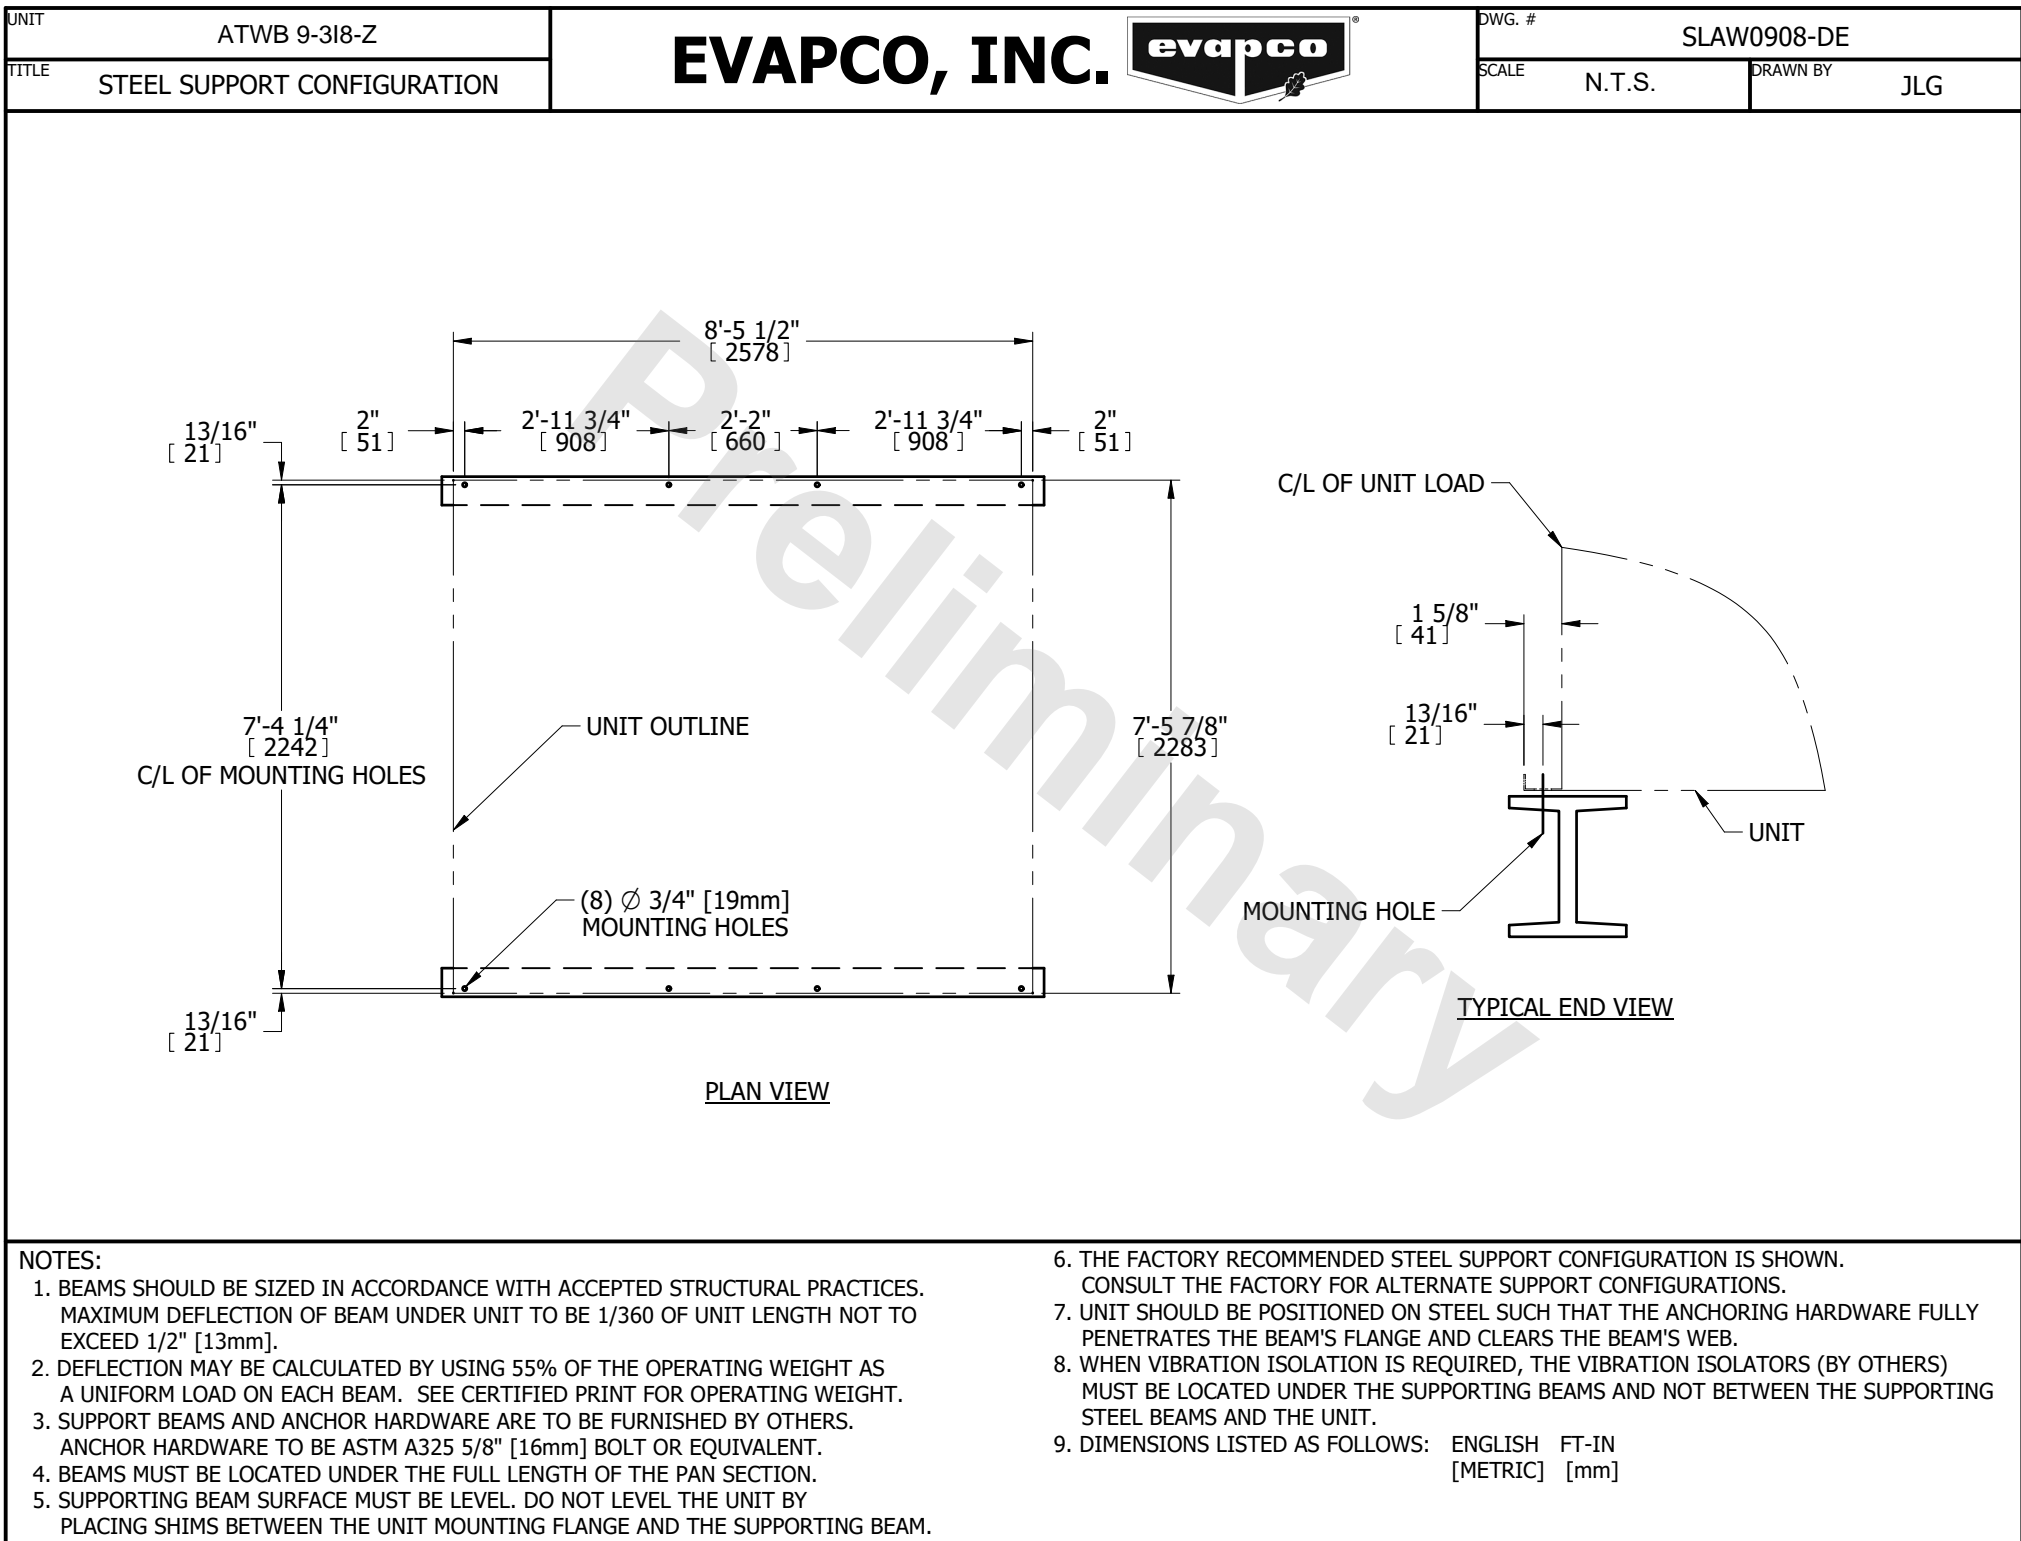 UNIT
ATWB 9-3I8-Z
TITLE
STEEL SUPPORT CONFIGURATION
EVAPCO, INC.
evapco
®
DWG. #
SLAW0908-DE
SCALE
N.T.S.
DRAWN BY
JLG
8'-5 1/2"
[ 2578 ]
13/16"
[ 21 ]
2"
[ 51 ]
2'-11 3/4"
[ 908 ]
2'-2"
[ 660 ]
2'-11 3/4"
[ 908 ]
2"
[ 51 ]
C/L OF UNIT LOAD
1 5/8"
[ 41 ]
13/16"
[ 21 ]
7'-4 1/4"
[ 2242 ]
C/L OF MOUNTING HOLES
UNIT OUTLINE
7'-5 7/8"
[ 2283 ]
UNIT
(8) ∅ 3/4" [19mm]
MOUNTING HOLES
MOUNTING HOLE
13/16"
[ 21 ]
TYPICAL END VIEW
PLAN VIEW
Preliminary
NOTES:
1. BEAMS SHOULD BE SIZED IN ACCORDANCE WITH ACCEPTED STRUCTURAL PRACTICES.
MAXIMUM DEFLECTION OF BEAM UNDER UNIT TO BE 1/360 OF UNIT LENGTH NOT TO
EXCEED 1/2" [13mm].
2. DEFLECTION MAY BE CALCULATED BY USING 55% OF THE OPERATING WEIGHT AS
A UNIFORM LOAD ON EACH BEAM. SEE CERTIFIED PRINT FOR OPERATING WEIGHT.
3. SUPPORT BEAMS AND ANCHOR HARDWARE ARE TO BE FURNISHED BY OTHERS.
ANCHOR HARDWARE TO BE ASTM A325 5/8" [16mm] BOLT OR EQUIVALENT.
4. BEAMS MUST BE LOCATED UNDER THE FULL LENGTH OF THE PAN SECTION.
5. SUPPORTING BEAM SURFACE MUST BE LEVEL. DO NOT LEVEL THE UNIT BY
PLACING SHIMS BETWEEN THE UNIT MOUNTING FLANGE AND THE SUPPORTING BEAM.
6. THE FACTORY RECOMMENDED STEEL SUPPORT CONFIGURATION IS SHOWN.
CONSULT THE FACTORY FOR ALTERNATE SUPPORT CONFIGURATIONS.
7. UNIT SHOULD BE POSITIONED ON STEEL SUCH THAT THE ANCHORING HARDWARE FULLY
PENETRATES THE BEAM'S FLANGE AND CLEARS THE BEAM'S WEB.
8. WHEN VIBRATION ISOLATION IS REQUIRED, THE VIBRATION ISOLATORS (BY OTHERS)
MUST BE LOCATED UNDER THE SUPPORTING BEAMS AND NOT BETWEEN THE SUPPORTING
STEEL BEAMS AND THE UNIT.
9. DIMENSIONS LISTED AS FOLLOWS: ENGLISH FT-IN
[METRIC] [mm]